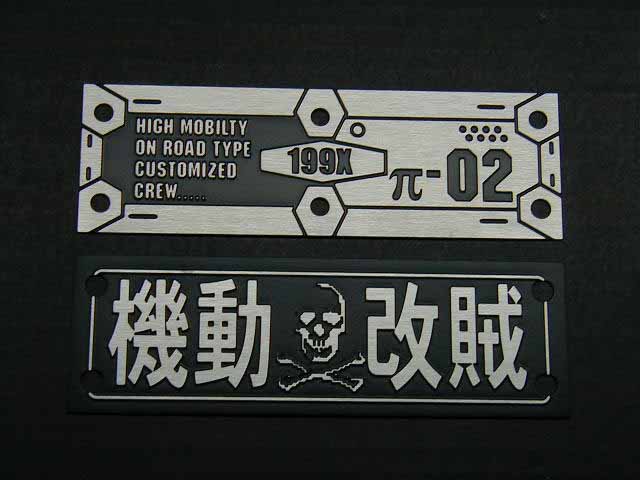 HIGH MOBILTY
ON ROAD TYPE
CUSTOMIZED
CREW.....
199X
π-02
機動 改賊